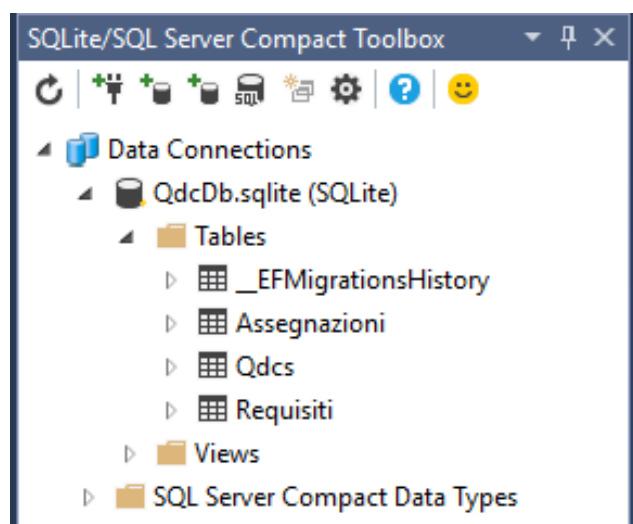 SQLite/SQL Server Compact Toolbox
SQL
Data Connections
QdcDb.sqlite (SQLite)
Tables
__EFMigrationsHistory
Assegnazioni
Qdcs
Requisiti
Views
SQL Server Compact Data Types